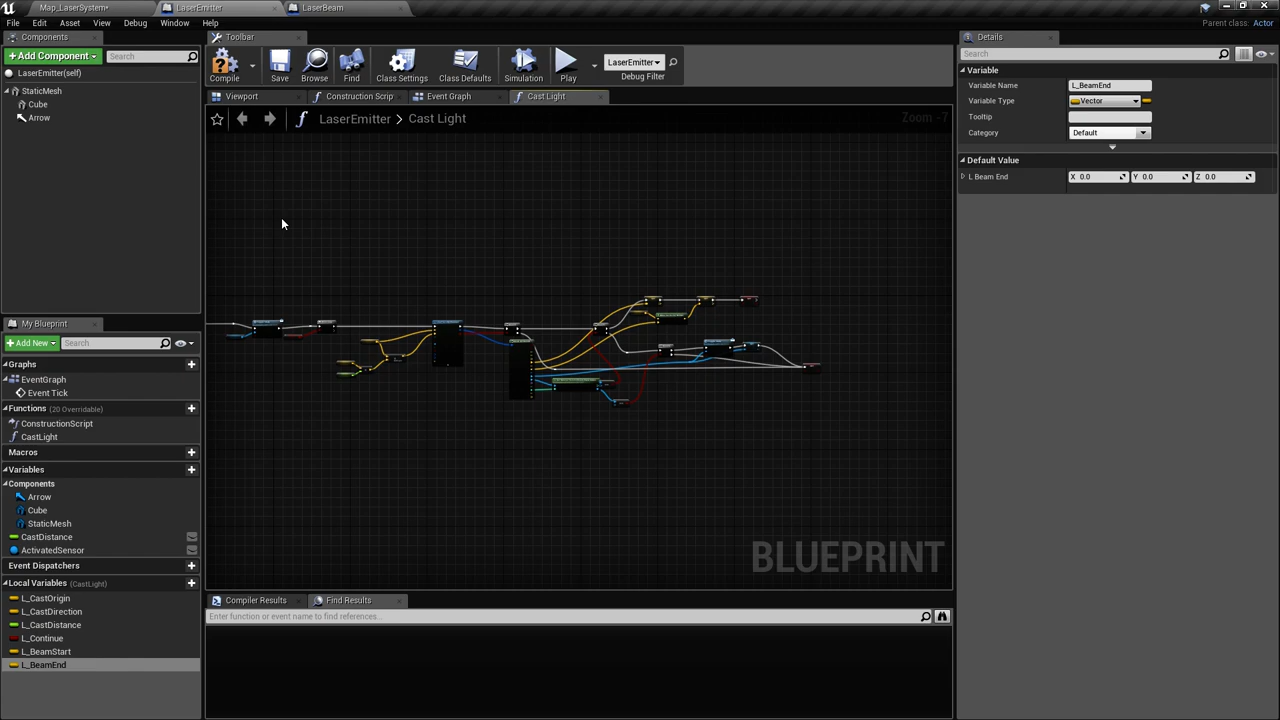 Map_LaserSystem*
LaserEmitter
LaserBeam
File Edit Asset View Debug Window Help
Parent class: Actor
Components
+ Add Component
Search
LaserEmitter(self)
StaticMesh
Cube
Arrow
Toolbar
Compile
Save
Browse
Find
Class Settings
Class Defaults
Simulation
Play
LaserEmitter
Debug Filter
Viewport
Construction Scrip
Event Graph
Cast Light
LaserEmitter > Cast Light
Zoom -7
BLUEPRINT
My Blueprint
+ Add New
Search
Graphs
EventGraph
Event Tick
Functions (20 Overridable)
ConstructionScript
CastLight
Macros
Variables
Components
Arrow
Cube
StaticMesh
CastDistance
ActivatedSensor
Event Dispatchers
Local Variables (CastLight)
L_CastOrigin
L_CastDirection
L_CastDistance
L_Continue
L_BeamStart
L_BeamEnd
Compiler Results
Find Results
Enter function or event name to find references...
Details
Search
Variable
Variable Name L_BeamEnd
Variable Type Vector
Tooltip
Category Default
Default Value
L Beam End X 0.0 Y 0.0 Z 0.0